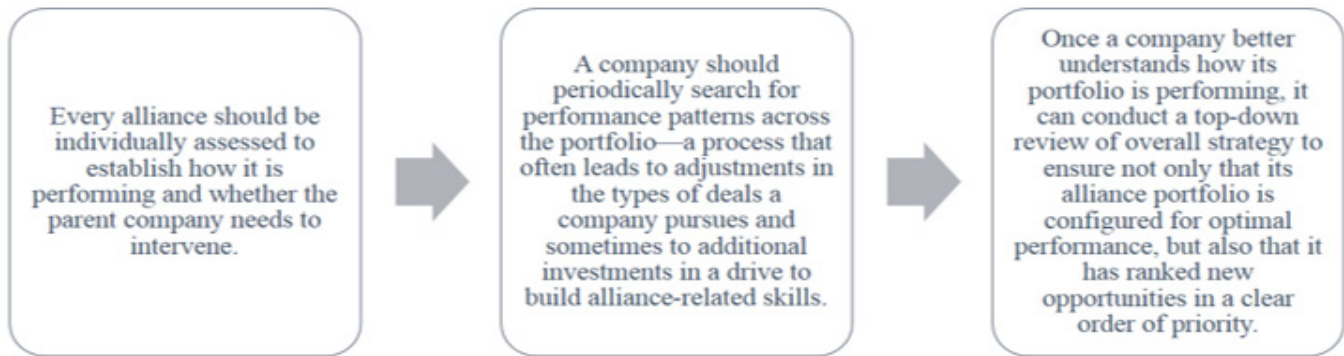 Every alliance should be
individually assessed to
establish how it is
performing and whether the
parent company needs to
intervene.
A company should
periodically search for
performance patterns across
the portfolio—a process that
often leads to adjustments in
the types of deals a
company pursues and
sometimes to additional
investments in a drive to
build alliance-related skills.
Once a company better
understands how its
portfolio is performing, it
can conduct a top-down
review of overall strategy to
ensure not only that its
alliance portfolio is
configured for optimal
performance, but also that it
has ranked new
opportunities in a clear
order of priority.